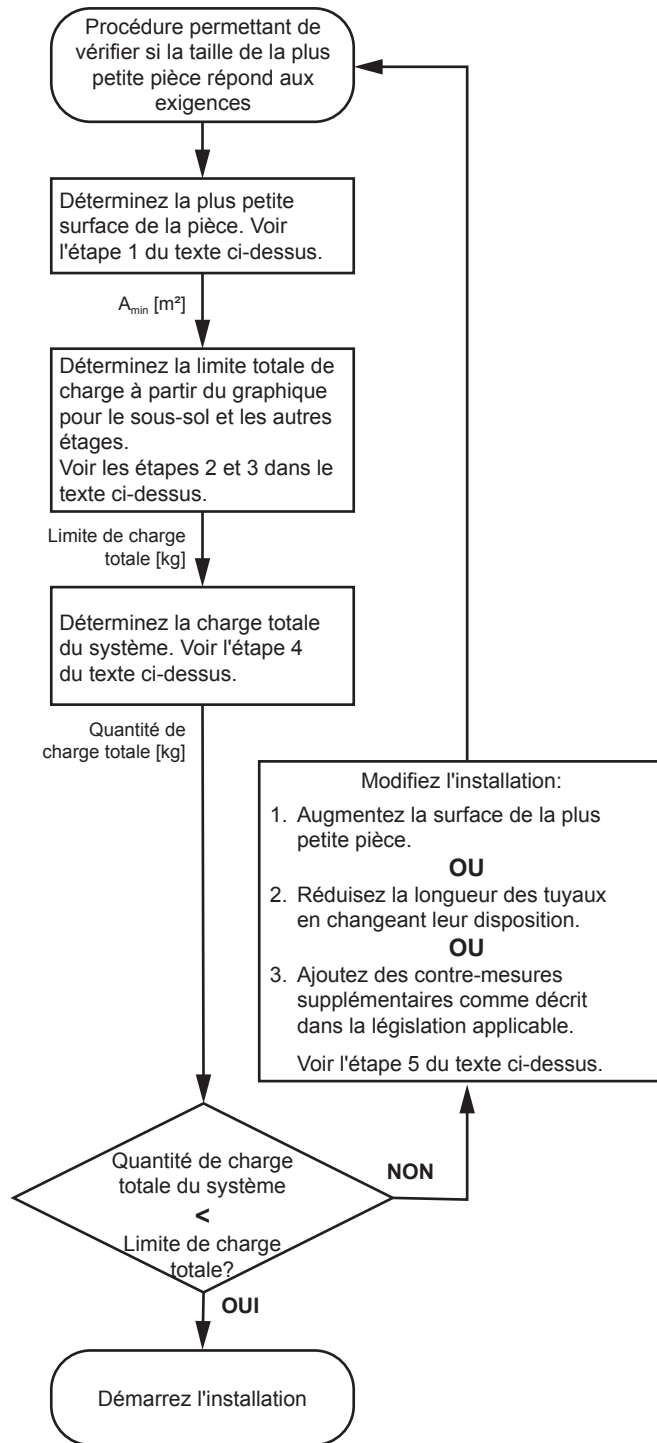 Procédure permettant de
vérifier si la taille de la plus
petite pièce répond aux
exigences
Déterminez la plus petite
surface de la pièce. Voir
l'étape 1 du texte ci-dessus.
Amin [m²]
Déterminez la limite totale de
charge à partir du graphique
pour le sous-sol et les autres
étages.
Voir les étapes 2 et 3 dans le
texte ci-dessus.
Limite de charge
totale [kg]
Déterminez la charge totale
du système. Voir l'étape 4
du texte ci-dessus.
Quantité de
charge totale [kg]
Modifiez l'installation:
1. Augmentez la surface de la plus
petite pièce.
OU
2. Réduisez la longueur des tuyaux
en changeant leur disposition.
OU
3. Ajoutez des contre-mesures
supplémentaires comme décrit
dans la législation applicable.
Voir l'étape 5 du texte ci-dessus.
Quantité de charge
totale du système
<
Limite de charge
totale?
NON
OUI
Démarrez l'installation